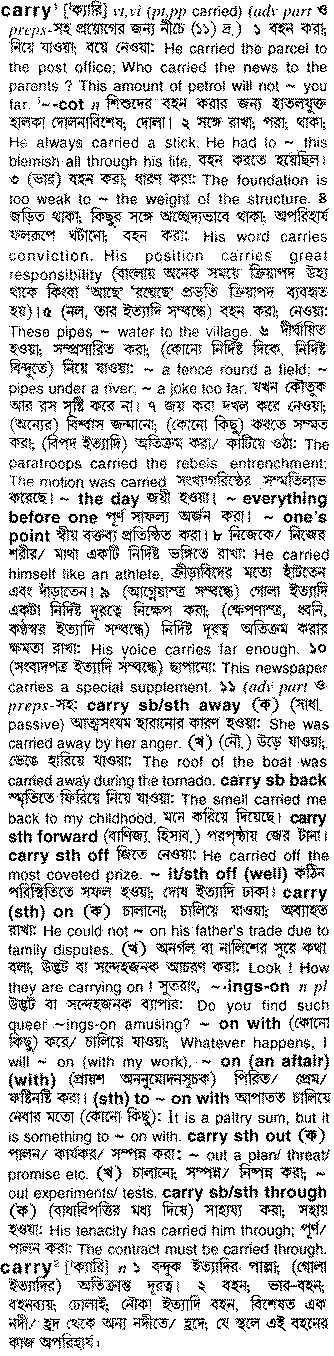 carry¹ ['ক্যারি] vt,vi (pt,pp carried) (adv part ও
preps-সহ প্রয়োগের জন্য নীচে (১১) দ্র.) ১ বহন করা;
নিয়ে যাওয়া; বয়ে নেওয়া: He carried the parcel to
the post office; Who carried the news to the
parents ? This amount of petrol will not ~ you
far. ~-cot n শিশুদের বহন করার জন্য হাতলযুক্ত
হালকা দোলনাবিশেষ; দোলা। ২ সঙ্গে রাখা; পরা; থাকা;
He always carried a stick. He had to ~ this
blemish all through his life, বহন করতে হয়েছিল।
৩ (ভার) বহন করা; ধারণ করা: The foundation is
too weak to ~ the weight of the structure. ৪
জড়িত থাকা; কিছুর সঙ্গে আচ্ছেদ্যভাবে থাকা; অপরিহার্য
ফলরূপে ঘটানো; বহন করা: His word carries
conviction. His position carries great
responsibility (বাংলায় অনেক সময়ে ক্রিয়াপদ উহ্য
থাকে কিংবা 'আছে' 'রয়েছে' প্রভৃতি ক্রিয়াপদ ব্যবহৃত
হয়)। ৫ (নল, তার ইত্যাদি সম্বন্ধে) বহন করা; নেওয়া:
These pipes ~ water to the village. ৬ দীর্ঘায়িত
হওয়া; সম্প্রসারিত করা; (কোনো নির্দিষ্ট দিকে, নির্দিষ্ট
বিন্দুতে) নিয়ে যাওয়া: ~ a fence round a field; ~
pipes under a river; ~ a joke too far. যখন কৌতুক
আর রস সৃষ্টি করে না। ৭ জয় করা দখল করে নেওয়া;
(অন্যের) বিশ্বাস জন্মানো; (কোনো কিছু) করতে সম্মত
করা; (বিপদ ইত্যাদি) অতিক্রম করা/ কাটিয়ে ওঠা: The
paratroops carried the rebels entrenchment;
The motion was carried সংখ্যাগরিষ্ঠের সম্মতিলাভ
করেছে। ~ the day জয়ী হওয়া। ~ everything
before one পূর্ণ সাফল্য অর্জন করা। ~ one's
point স্বীয় বক্তব্য প্রতিষ্ঠিত করা। ৮ নিজেকে/ নিজের
শরীর/ মাথা একটি নির্দিষ্ট ভঙ্গিতে রাখা: He carried
himself like an athlete, ক্রীড়াবিদের মতো হাঁটতেন
এবং দাঁড়াতেন। ৯ (আগ্নেয়াস্ত্র সম্বন্ধে) গোলা ইত্যাদি
একটা নির্দিষ্ট দূরত্বে নিক্ষেপ করা; (ক্ষেপণাস্ত্র, ধ্বনি,
কণ্ঠস্বর ইত্যাদি সম্বন্ধে) নির্দিষ্ট দূরত্ব অতিক্রম করার
ক্ষমতা রাখা: His voice carries far enough. ১০
(সংবাদপত্র ইত্যাদি সম্বন্ধে) ছাপানো: This newspaper
carries a special supplement. ১১ (adv part ও
preps-সহ: carry sb/sth away (ক) (সাধা.
passive) আত্মসংযম হারানোর কারণ হওয়া: She was
carried away by her anger. (খ) (নৌ.) উড়ে যাওয়া;
ভেঙে হারিয়ে যাওয়া: The roof of the boat was
carried away during the tornado. carry sb back
স্মৃতিতে ফিরিয়ে নিয়ে যাওয়া: The smell carried me
back to my childhood, মনে করিয়ে দিয়েছে। carry
sth forward (বাণিজ্য, হিসাব.) পরপৃষ্ঠায় জের টানা।
carry sth off জিতে নেওয়া: He carried off the
most coveted prize. ~ it/sth off (well) কঠিন
পরিস্থিতিতে সফল হওয়া; দোষ ইত্যাদি ঢাকা। carry
(sth) on (ক) চালানো; চালিয়ে যাওয়া; অব্যাহত
রাখা: He could not ~ on his father's trade due to
family disputes. (খ) অনর্গল বা নালিশের সুরে কথা
বলা; উদ্ভট বা সন্দেহজনক আচরণ করা: Look ! How
they are carrying on ! সুতরাং, ~-ings-on n pl
উদ্ভট বা সন্দেহজনক ব্যাপার: Do you find such
queer ~ings-on amusing? ~ on with (কোনো
কিছু) করে/ চালিয়ে যাওয়া; Whatever happens, I
will ~ on (with my work). ~ on (an affair)
(with) (প্রায়শ অননুমোদনসূচক) পিরিত/ প্রেম/
ফষ্টিনষ্টি করা। (sth) to ~ on with আপাতত চালিয়ে
নেবার মতো (কোনো কিছু): It is a paltry sum, but it
is something to ~ on with. carry sth out (ক)
পালন/ কার্যকর/ সম্পন্ন করা: ~ out a plan/ threat/
promise etc. (খ) চালানো; সম্পন্ন/ নিষ্পন্ন করা; ~
out experiments/ tests. carry sb/sth through
(ক) (বাধাবিপত্তির মধ্য দিয়ে) সাহায্য করা; সহায়
হওয়া: His tenacity has carried him through; পূর্ণ/
পালন করা: The contract must be carried through.
carry² ['ক্যারি] n ১ বন্দুক ইত্যাদির পাল্লা; (গোলা
ইত্যাদির) অতিক্রান্ত দূরত্ব। ২ বহন; ভার-বহন;
বহনব্যয়; ঢোলাই; নৌকা ইত্যাদি বহন, বিশেষত এক
নদী/ হ্রদ থেকে অন্য নদীতে/ হ্রদে; যে স্থলে এই বহনের
কাজ অপরিহার্য।